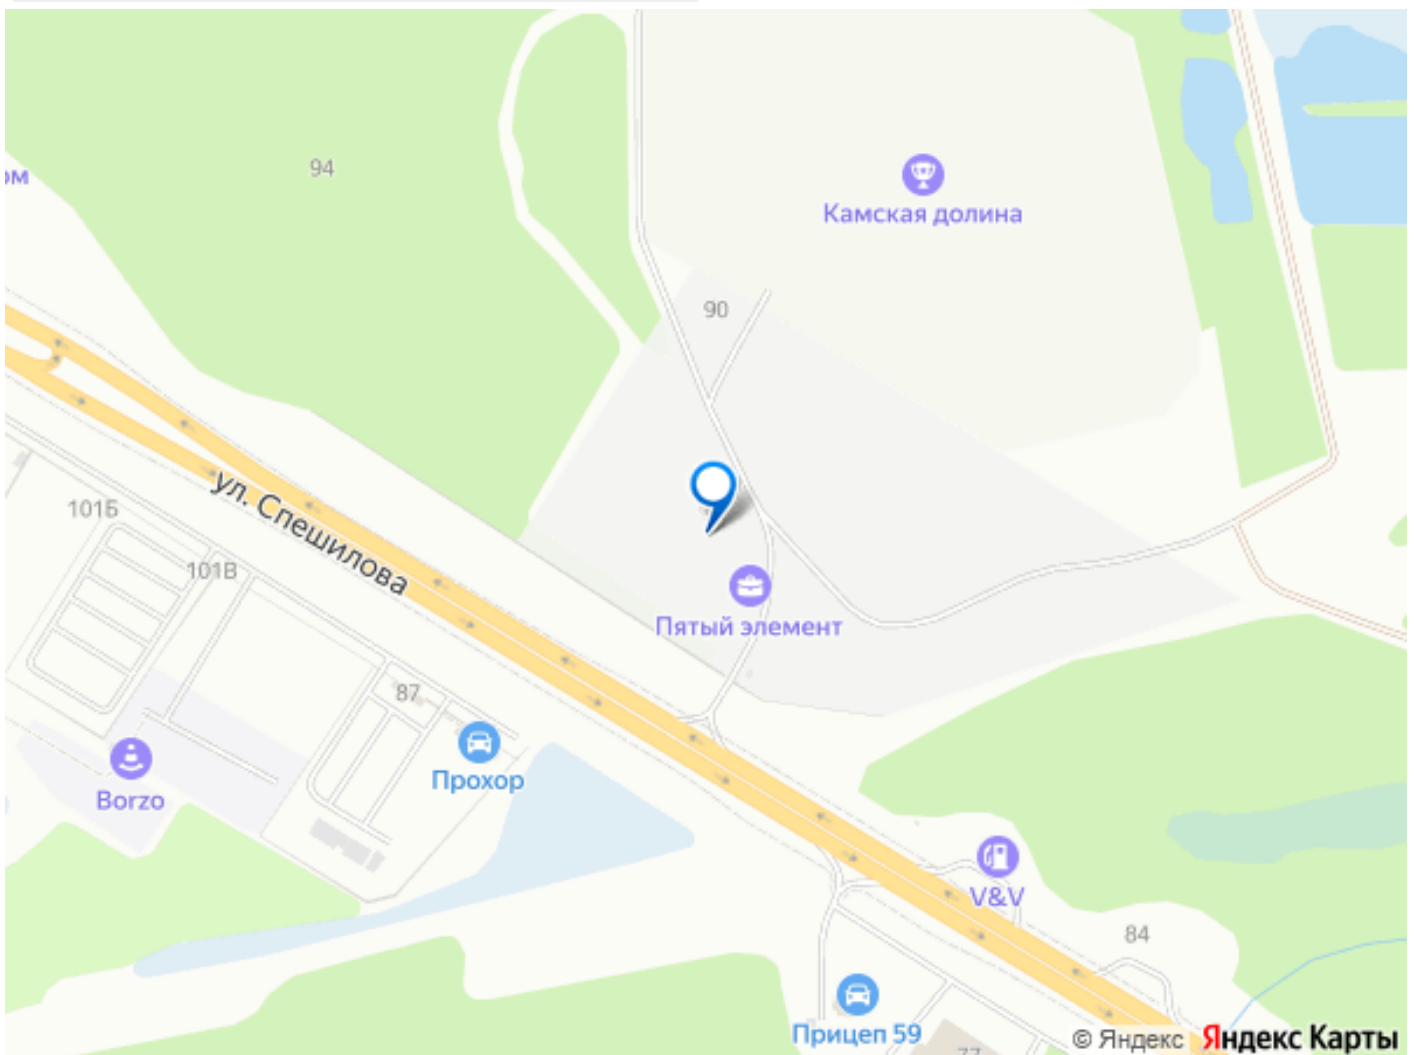 94
ом
Камская долина
90
ул. Спешилова
101Б
101В
Пятый элемент
87
Прохор
Borzo
V&V
84
Прицеп 59
77
© Яндекс Яндекс Карты